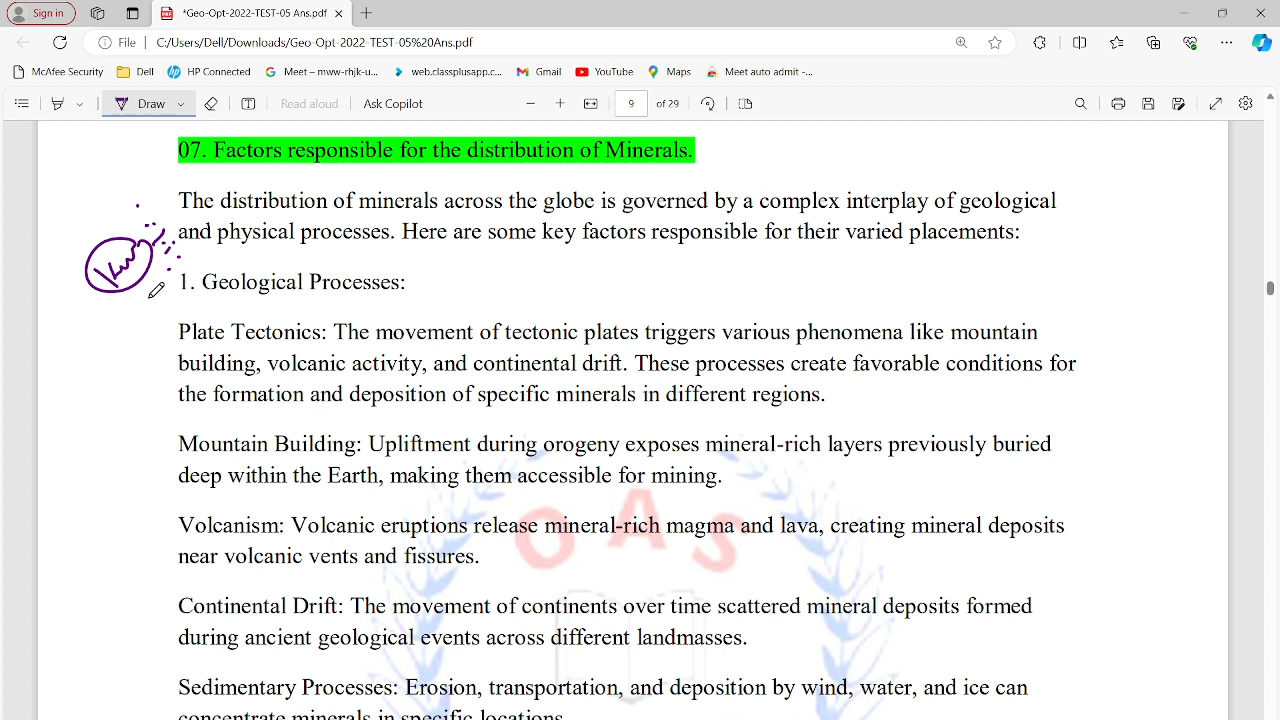 Sign in
*Geo-Opt-2022-TEST-05 Ans.pdf
File C:/Users/Dell/Downloads/Geo-Opt-2022-TEST-05%20Ans.pdf
McAfee Security Dell HP Connected Meet – mvw-rhjk-u... web.classplusapp.c... Gmail YouTube Maps Meet auto admit -...
Draw Read aloud Ask Copilot 9 of 29
07. Factors responsible for the distribution of Minerals.
The distribution of minerals across the globe is governed by a complex interplay of geological
and physical processes. Here are some key factors responsible for their varied placements:
1. Geological Processes:
Plate Tectonics: The movement of tectonic plates triggers various phenomena like mountain
building, volcanic activity, and continental drift. These processes create favorable conditions for
the formation and deposition of specific minerals in different regions.
Mountain Building: Upliftment during orogeny exposes mineral-rich layers previously buried
deep within the Earth, making them accessible for mining.
Volcanism: Volcanic eruptions release mineral-rich magma and lava, creating mineral deposits
near volcanic vents and fissures.
Continental Drift: The movement of continents over time scattered mineral deposits formed
during ancient geological events across different landmasses.
Sedimentary Processes: Erosion, transportation, and deposition by wind, water, and ice can
concentrate minerals in specific locations.
OAS